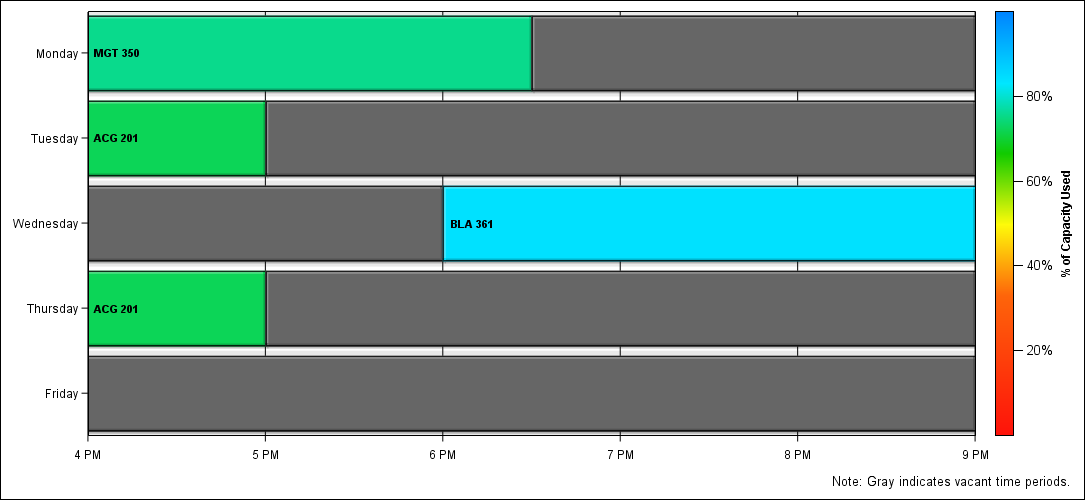 Monday
MGT 350
Tuesday
ACG 201
Wednesday
BLA 361
Thursday
ACG 201
Friday
4 PM 5 PM 6 PM 7 PM 8 PM 9 PM
80%
60%
40%
20%
% of Capacity Used
Note: Gray indicates vacant time periods.